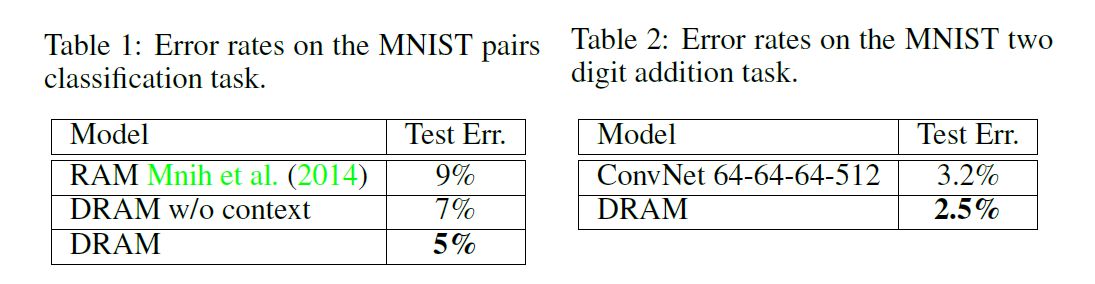 Table 1: Error rates on the MNIST pairs
classification task.
Model Test Err.
RAM Mnih et al. (2014) 9%
DRAM w/o context 7%
DRAM 5%
Table 2: Error rates on the MNIST two
digit addition task.
Model Test Err.
ConvNet 64-64-64-512 3.2%
DRAM 2.5%